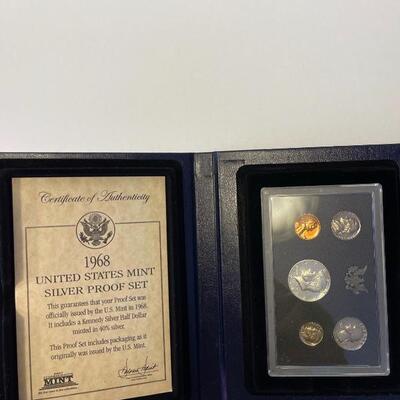 Certificate of Authenticity
1968
UNITED STATES MINT
SILVER PROOF SET
This guarantees that your Proof Set was
officially issued by the U.S. Mint in 1968.
It includes a Kennedy Silver Half Dollar
minted in 40% silver.
This Proof Set includes packaging as it
originally was issued by the U.S. Mint.
MINT